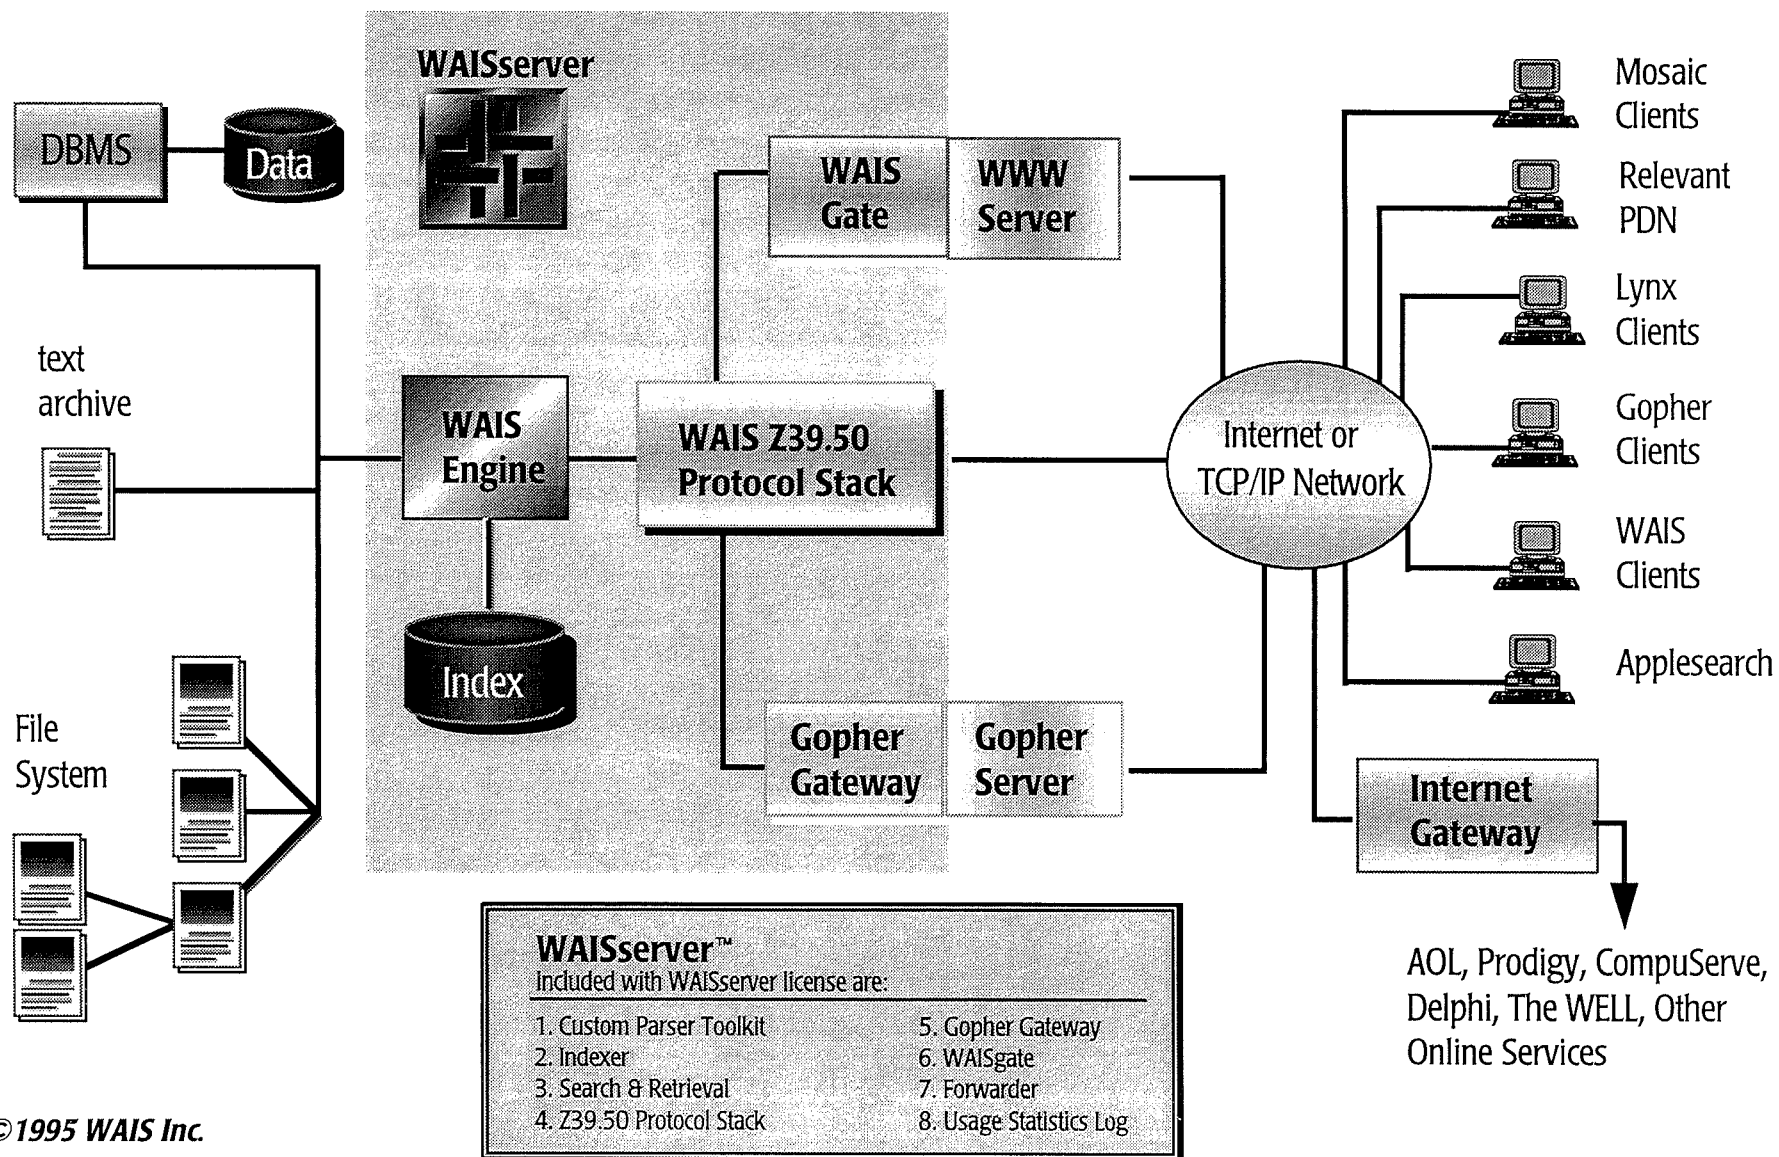 WAISserver
DBMS
Data
text
archive
File
System
WAIS
Engine
Index
WAIS
Gate
WWW
Server
WAIS Z39.50
Protocol Stack
Gopher
Gateway
Gopher
Server
Internet or
TCP/IP Network
Mosaic
Clients
Relevant
PDN
Lynx
Clients
Gopher
Clients
WAIS
Clients
Applesearch
Internet
Gateway
AOL, Prodigy, CompuServe,
Delphi, The WELL, Other
Online Services
WAISserver™
Included with WAISserver license are:
1. Custom Parser Toolkit
2. Indexer
3. Search & Retrieval
4. Z39.50 Protocol Stack
5. Gopher Gateway
6. WAISgate
7. Forwarder
8. Usage Statistics Log
©1995 WAIS Inc.